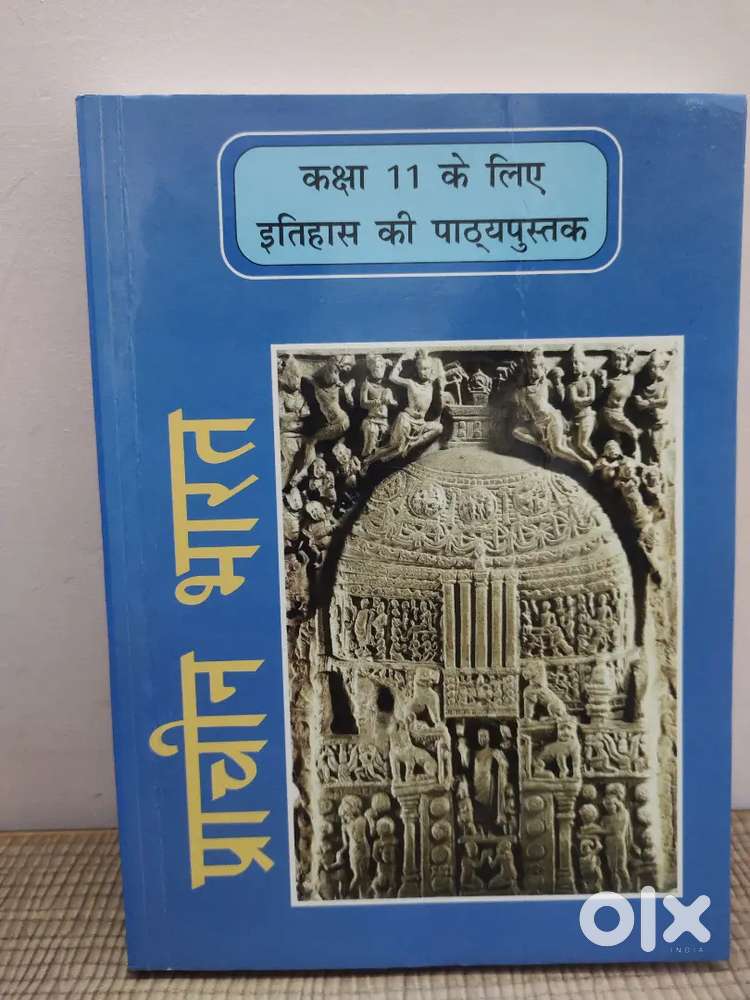 कक्षा 11 के लिए
इतिहास की पाठ्यपुस्तक
प्राचीन भारत
olx
INDIA